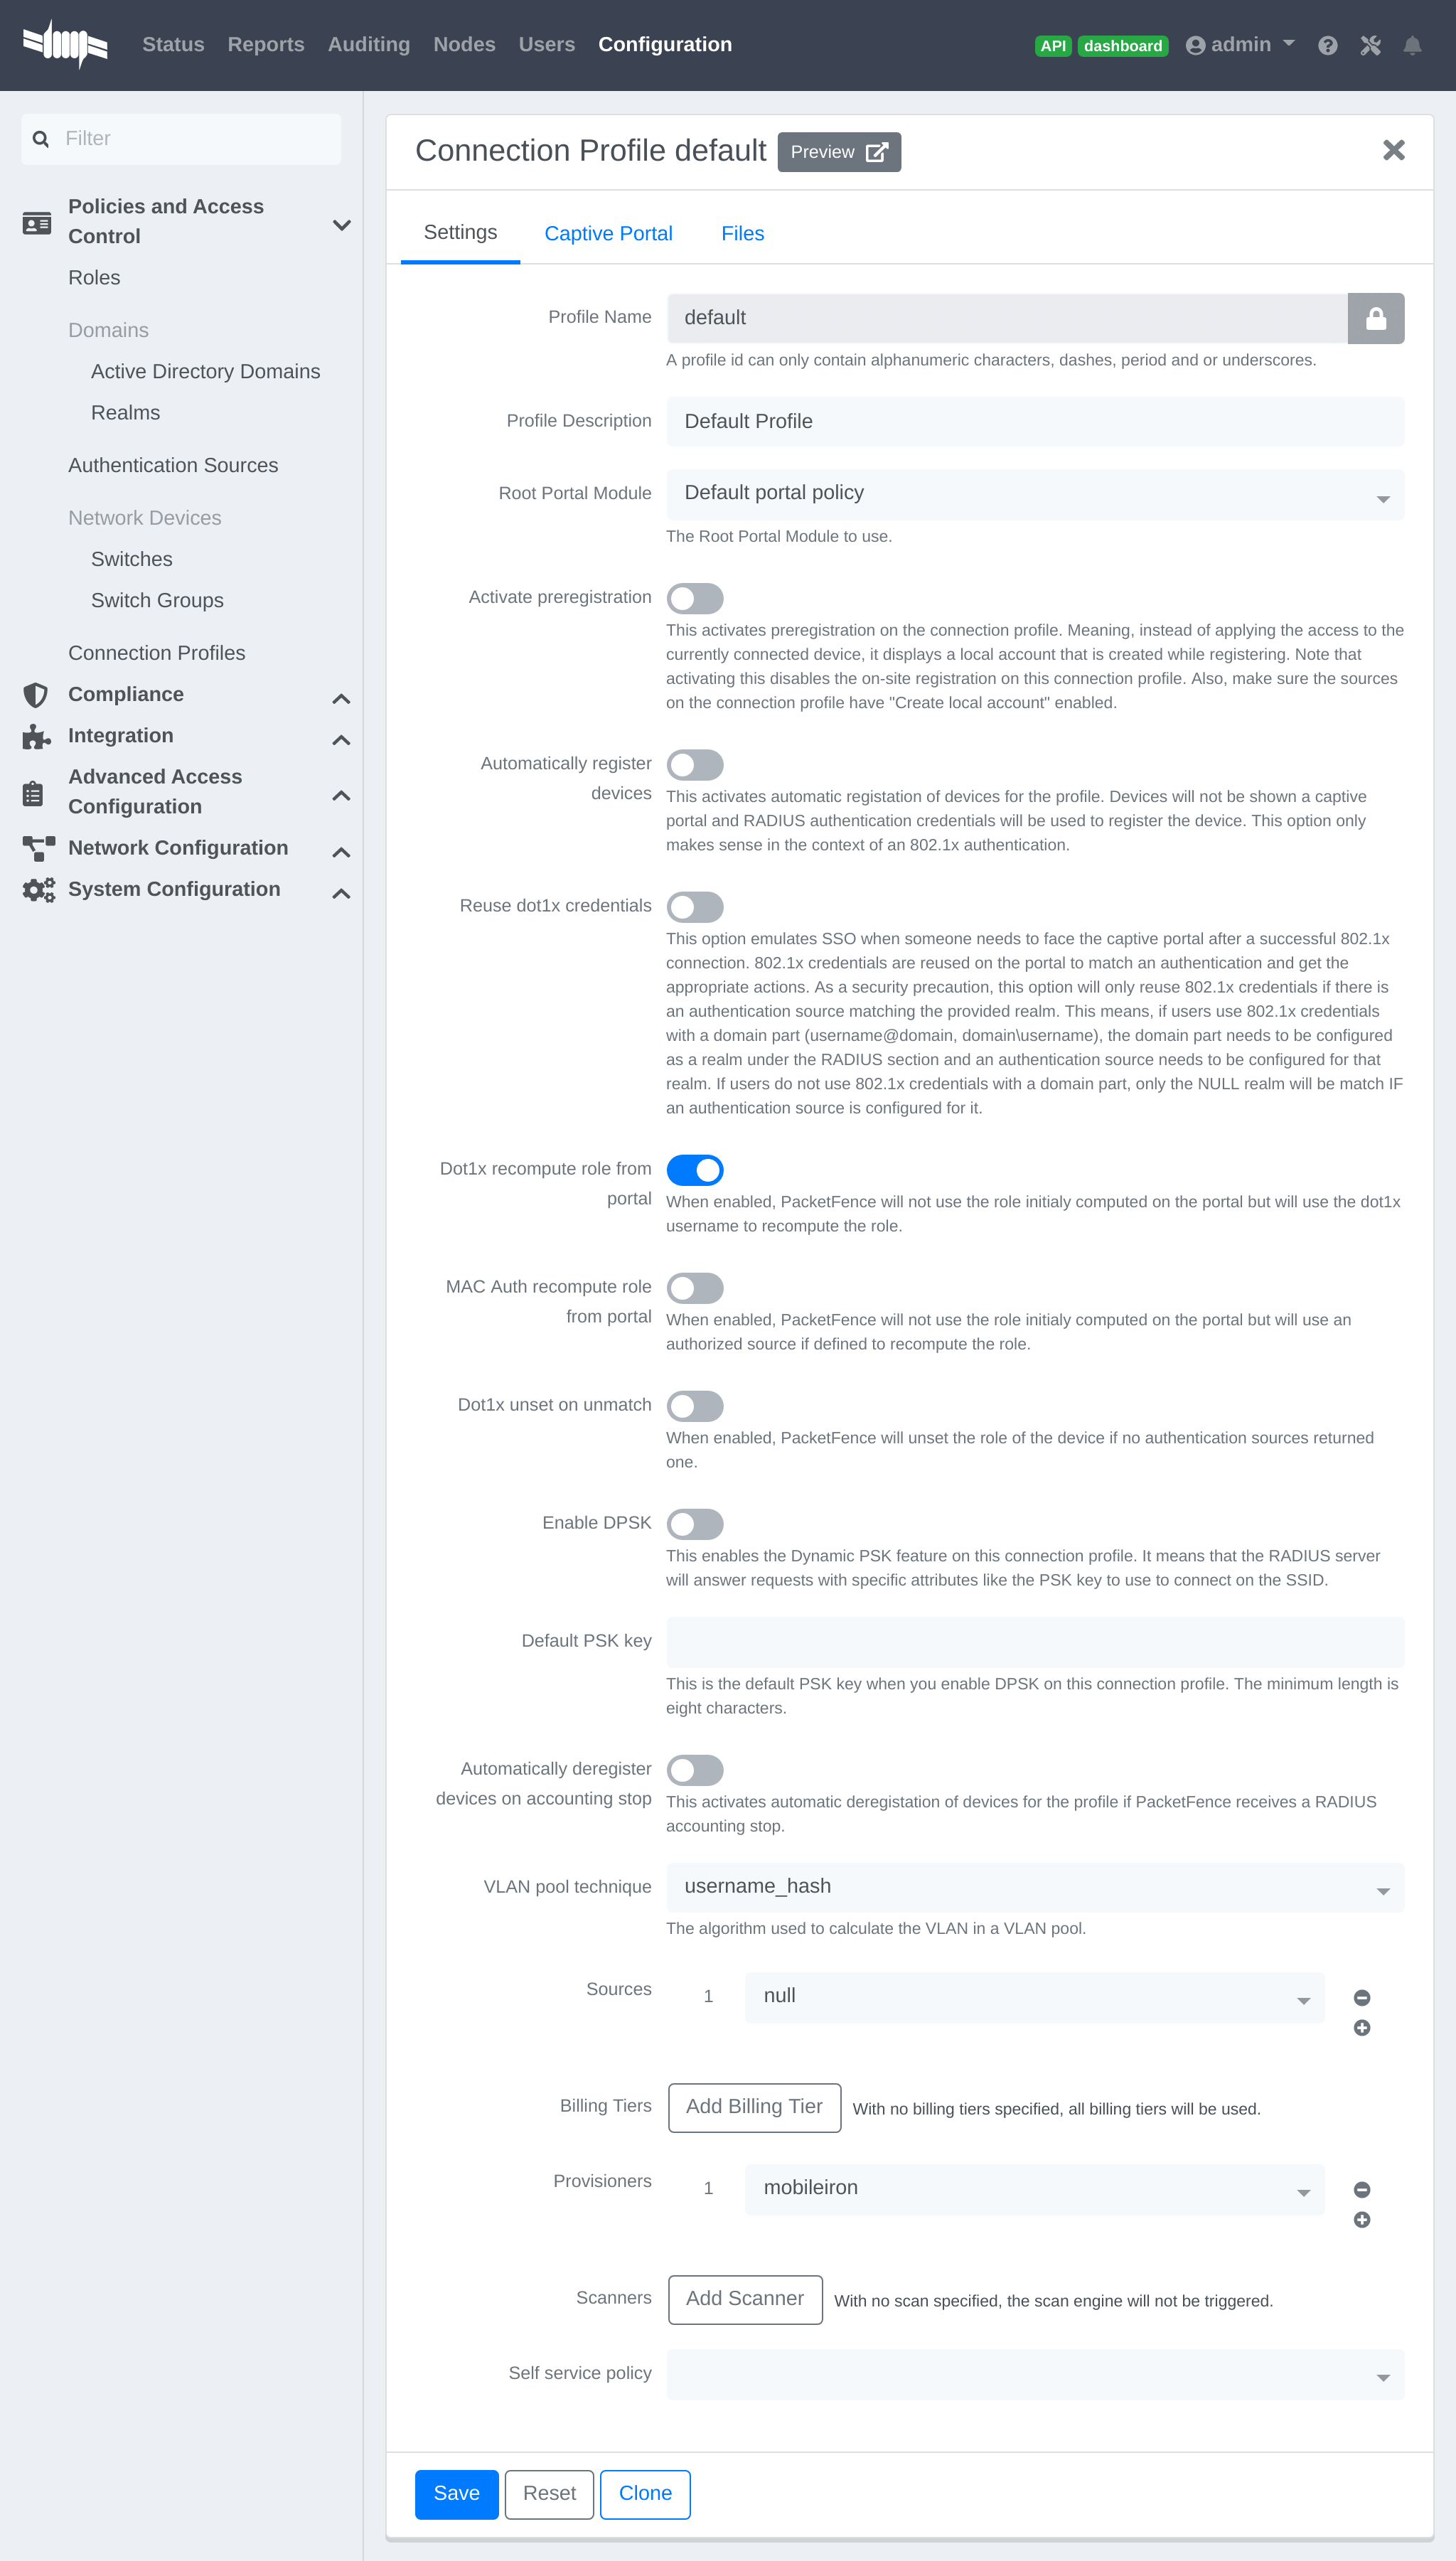 Status Reports Auditing Nodes Users Configuration
API dashboard admin
Filter
Policies and Access
Control
Roles
Domains
Active Directory Domains
Realms
Authentication Sources
Network Devices
Switches
Switch Groups
Connection Profiles
Compliance
Integration
Advanced Access
Configuration
Network Configuration
System Configuration
Connection Profile default Preview
Settings Captive Portal Files
Profile Name default
A profile id can only contain alphanumeric characters, dashes, period and or underscores.
Profile Description Default Profile
Root Portal Module Default portal policy
The Root Portal Module to use.
Activate preregistration
This activates preregistration on the connection profile. Meaning, instead of applying the access to the
currently connected device, it displays a local account that is created while registering. Note that
activating this disables the on-site registration on this connection profile. Also, make sure the sources
on the connection profile have "Create local account" enabled.
Automatically register
devices
This activates automatic registation of devices for the profile. Devices will not be shown a captive
portal and RADIUS authentication credentials will be used to register the device. This option only
makes sense in the context of an 802.1x authentication.
Reuse dot1x credentials
This option emulates SSO when someone needs to face the captive portal after a successful 802.1x
connection. 802.1x credentials are reused on the portal to match an authentication and get the
appropriate actions. As a security precaution, this option will only reuse 802.1x credentials if there is
an authentication source matching the provided realm. This means, if users use 802.1x credentials
with a domain part (username@domain, domain\username), the domain part needs to be configured
as a realm under the RADIUS section and an authentication source needs to be configured for that
realm. If users do not use 802.1x credentials with a domain part, only the NULL realm will be match IF
an authentication source is configured for it.
Dot1x recompute role from
portal
When enabled, PacketFence will not use the role initialy computed on the portal but will use the dot1x
username to recompute the role.
MAC Auth recompute role
from portal
When enabled, PacketFence will not use the role initialy computed on the portal but will use an
authorized source if defined to recompute the role.
Dot1x unset on unmatch
When enabled, PacketFence will unset the role of the device if no authentication sources returned
one.
Enable DPSK
This enables the Dynamic PSK feature on this connection profile. It means that the RADIUS server
will answer requests with specific attributes like the PSK key to use to connect on the SSID.
Default PSK key
This is the default PSK key when you enable DPSK on this connection profile. The minimum length is
eight characters.
Automatically deregister
devices on accounting stop
This activates automatic deregistation of devices for the profile if PacketFence receives a RADIUS
accounting stop.
VLAN pool technique username_hash
The algorithm used to calculate the VLAN in a VLAN pool.
Sources 1 null
Billing Tiers Add Billing Tier With no billing tiers specified, all billing tiers will be used.
Provisioners 1 mobileiron
Scanners Add Scanner With no scan specified, the scan engine will not be triggered.
Self service policy
Save Reset Clone